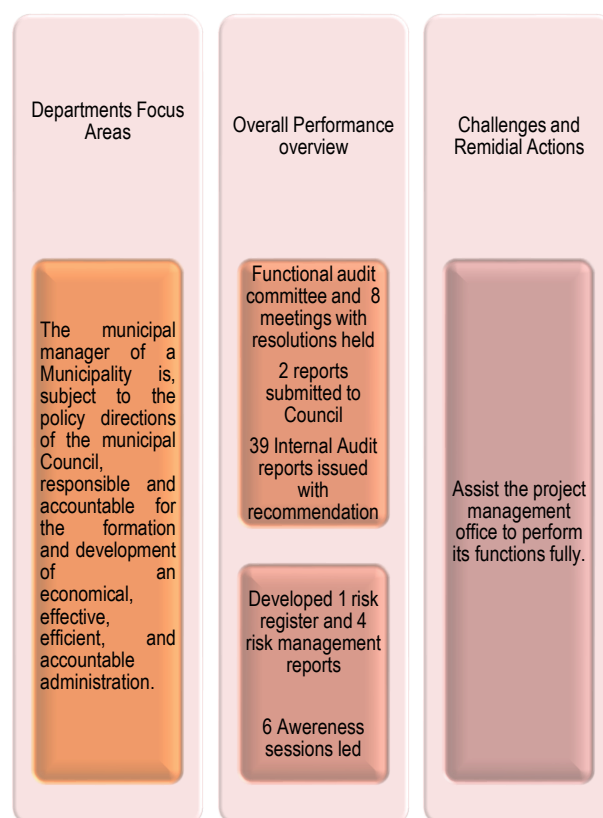 Departments Focus
Areas
The municipal
manager of a
Municipality is,
subject to the
policy directions
of the municipal
Council,
responsible and
accountable for
the formation
and development
of an
economical,
effective,
efficient, and
accountable
administration.
Overall Performance
overview
Functional audit
committee and 8
meetings with
resolutions held
2 reports
submitted to
Council
39 Internal Audit
reports issued
with
recommendation
Developed 1 risk
register and 4
risk management
reports
6 Awereness
sessions led
Challenges and
Remidial Actions
Assist the project
management
office to perform
its functions fully.